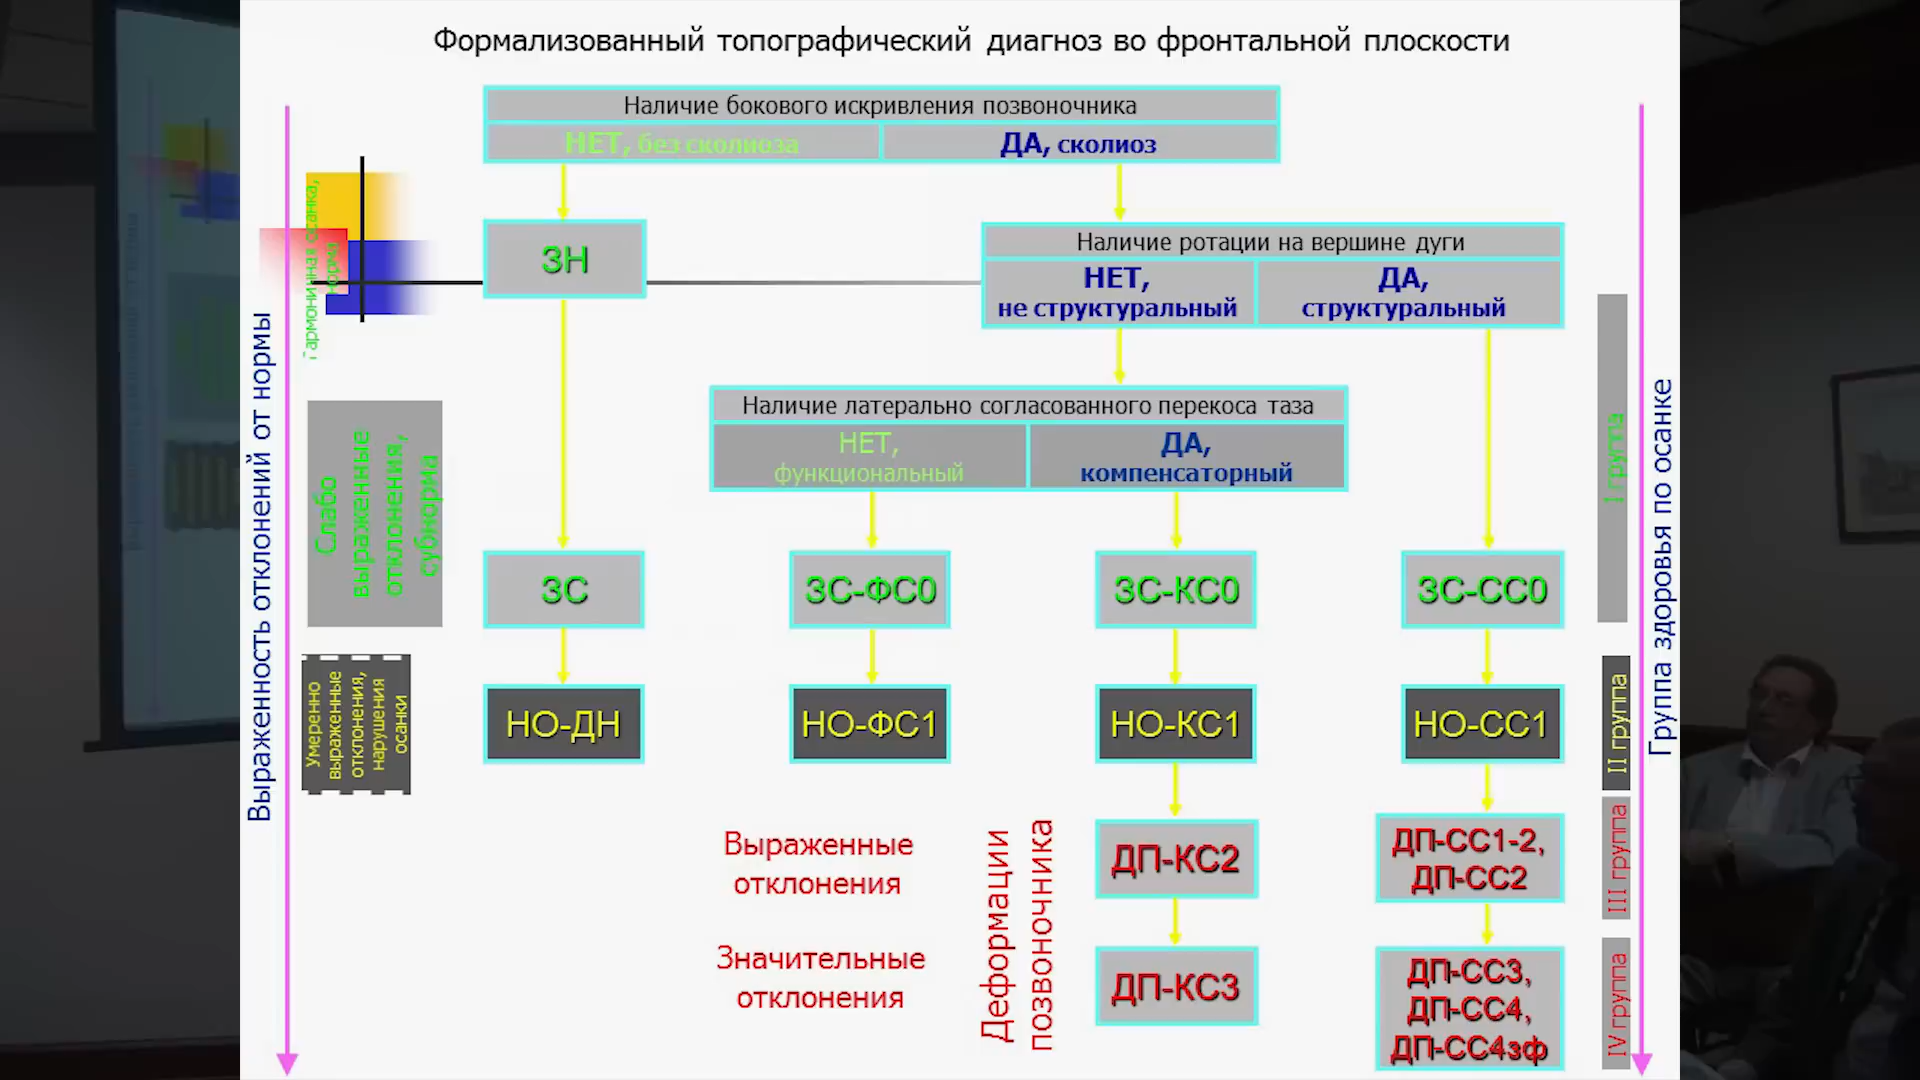 Формализованный топографический диагноз во фронтальной плоскости
Наличие бокового искривления позвоночника
НЕТ, без сколиоза
ДА, сколиоз
ЗН
Наличие ротации на вершине дуги
НЕТ,
не структуральный
ДА,
структуральный
Наличие латерально согласованного перекоса таза
НЕТ,
функциональный
ДА,
компенсаторный
ЗС
ЗС-ФС0
ЗС-КС0
ЗС-СС0
НО-ДН
НО-ФС1
НО-КС1
НО-СС1
ДП-КС2
ДП-СС1-2,
ДП-СС2
ДП-КС3
ДП-СС3,
ДП-СС4,
ДП-СС4зф
Выраженные
отклонения
Значительные
отклонения
Деформации
позвоночника
Выраженность отклонений от нормы
Гармоничная осанка,
норма
Слабо
выраженные
отклонения,
субнорма
Умеренно
выраженные
отклонения,
нарушения
осанки
I группа
II группа
III группа
IV группа
Группа здоровья по осанке